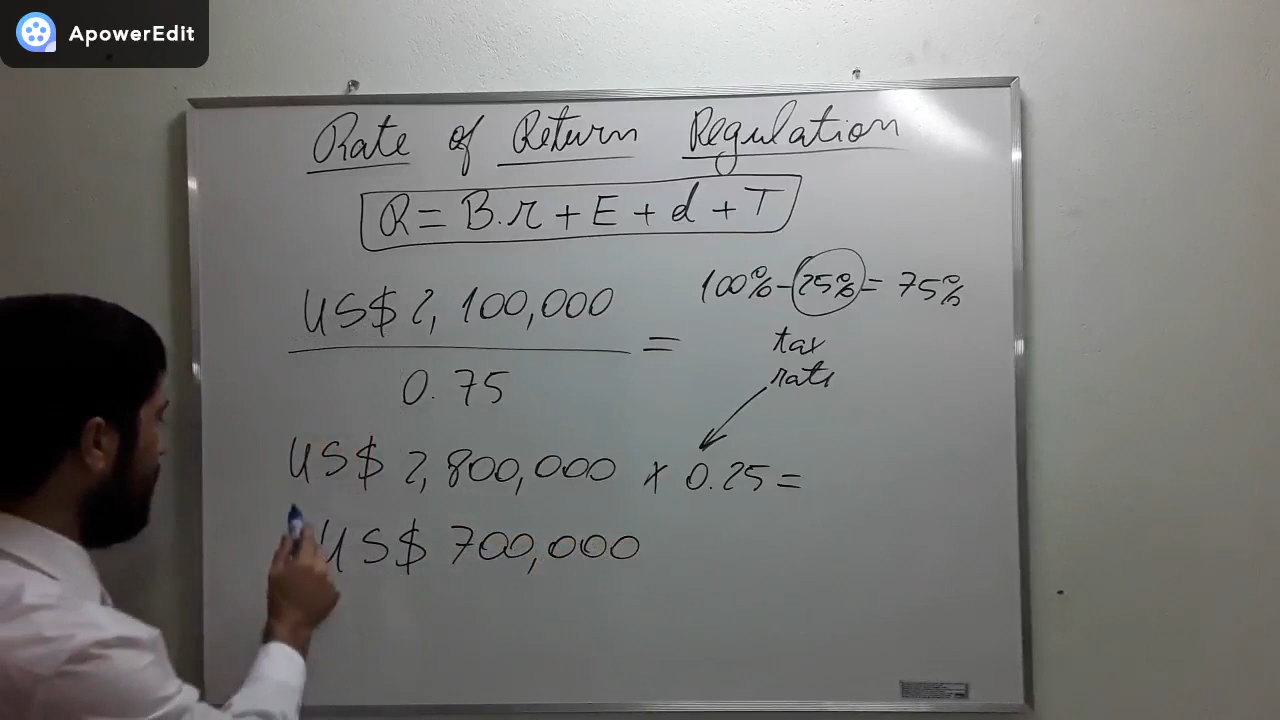 ApowerEdit
Rate of Return Regulation
R = B.r + E + d + T
100% - 25% = 75%
US$ 2,100,000
=
0.75
tax
rate
US$ 2,800,000 x 0.25 =
US$ 700,000